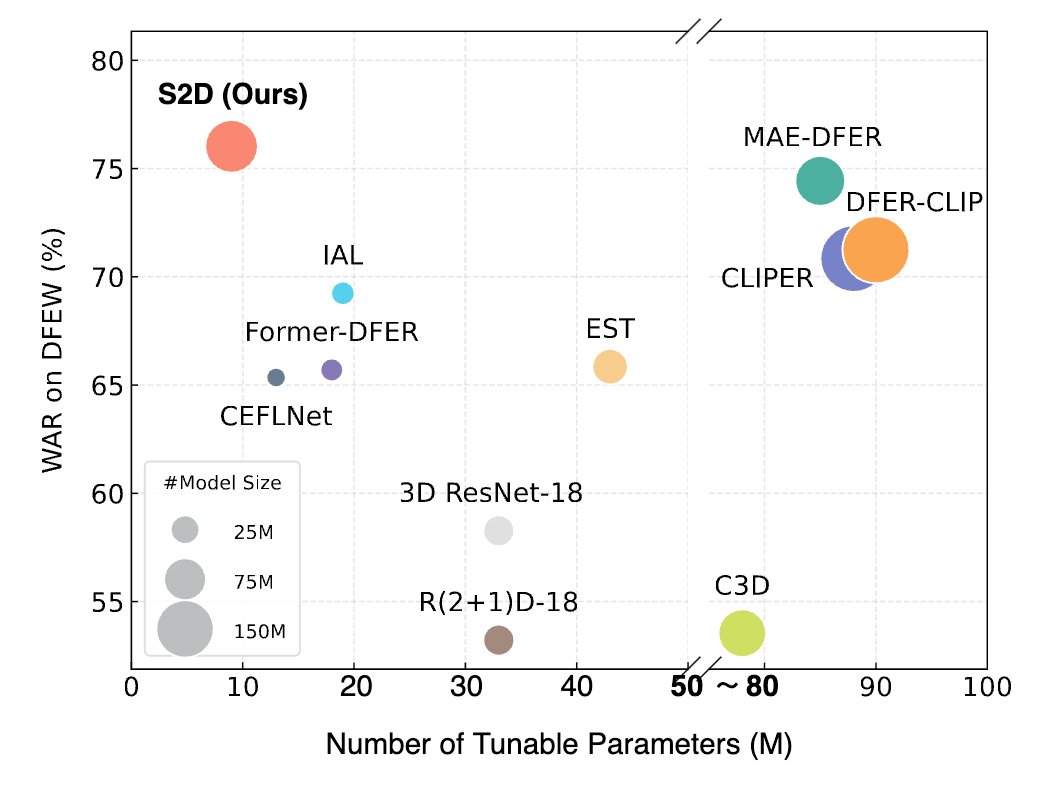 80
S2D (Ours)
MAE-DFER
75
DFER-CLIP
IAL
70
CLIPER
Former-DFER
EST
65
CEFLNet
WAR on DFEW (%)
#Model Size
25M
75M
150M
60
3D ResNet-18
55
R(2+1)D-18
C3D
0 10 20 30 40 50 ~ 80 90 100
Number of Tunable Parameters (M)